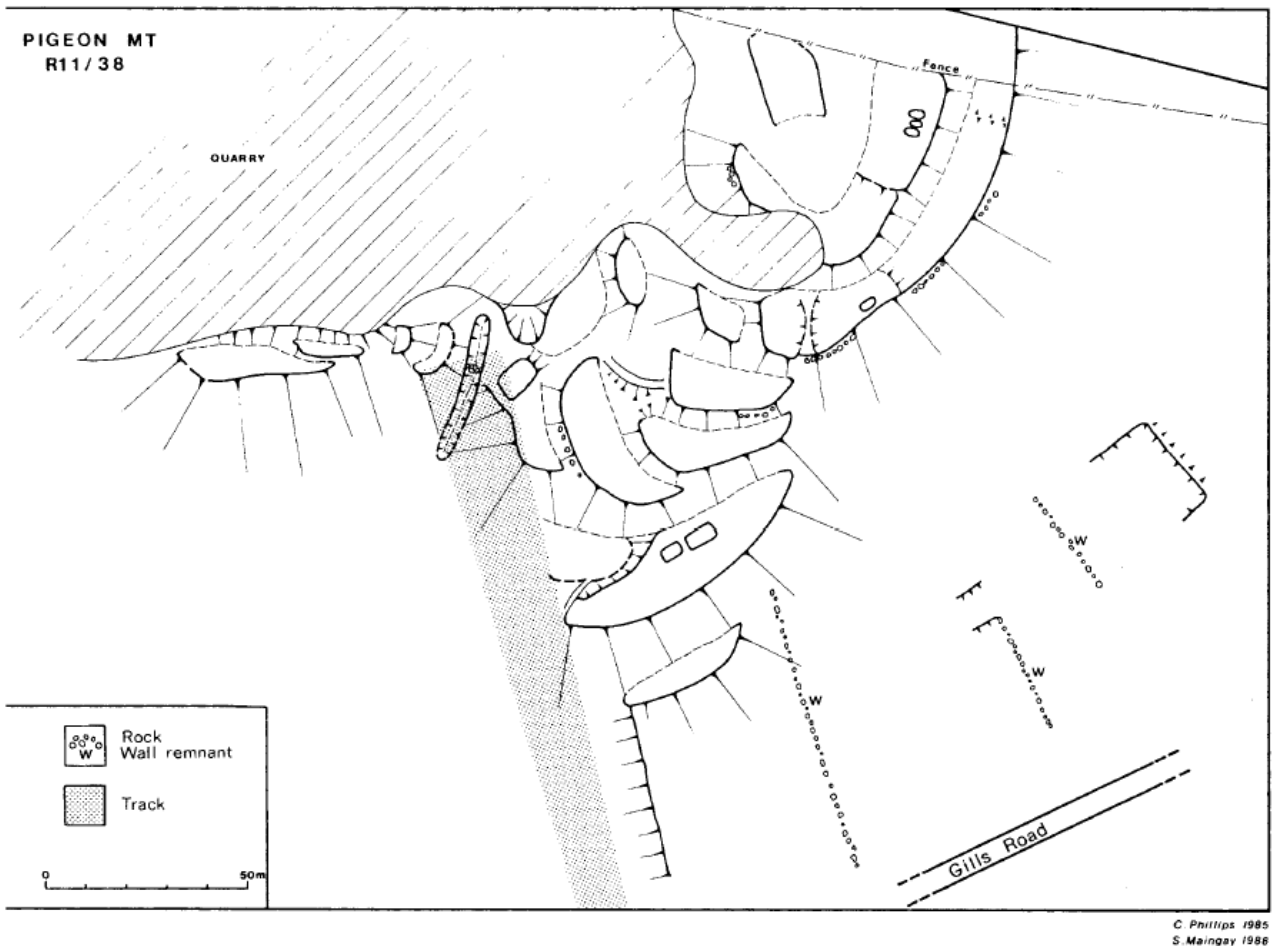 PIGEON MT
R11/38
Fence
QUARRY
W
W
W
Rock
W
Wall remnant
Track
0
50m
Gills Road
C. Phillips 1985
S. Maingay 1988